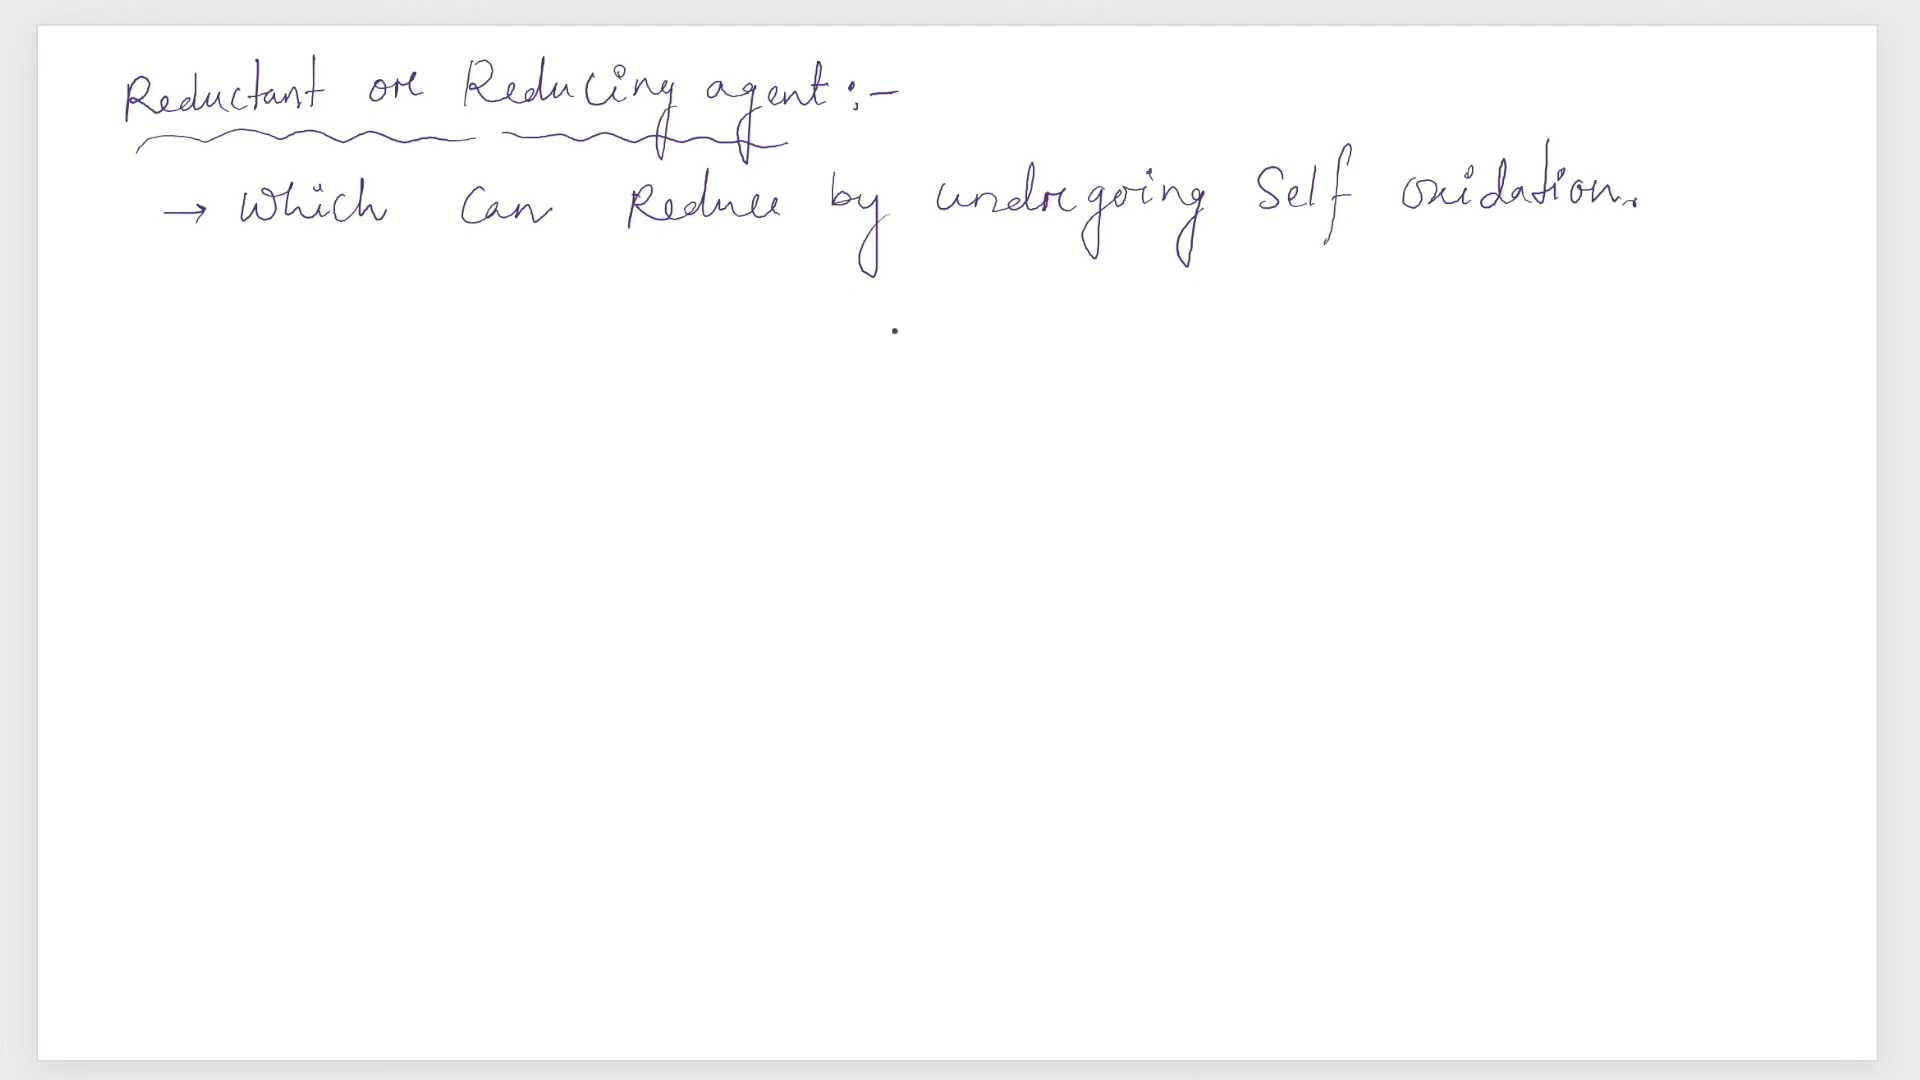 Reductant or Reducing agent :-
→ Which Can Reduce by undergoing Self oxidation.